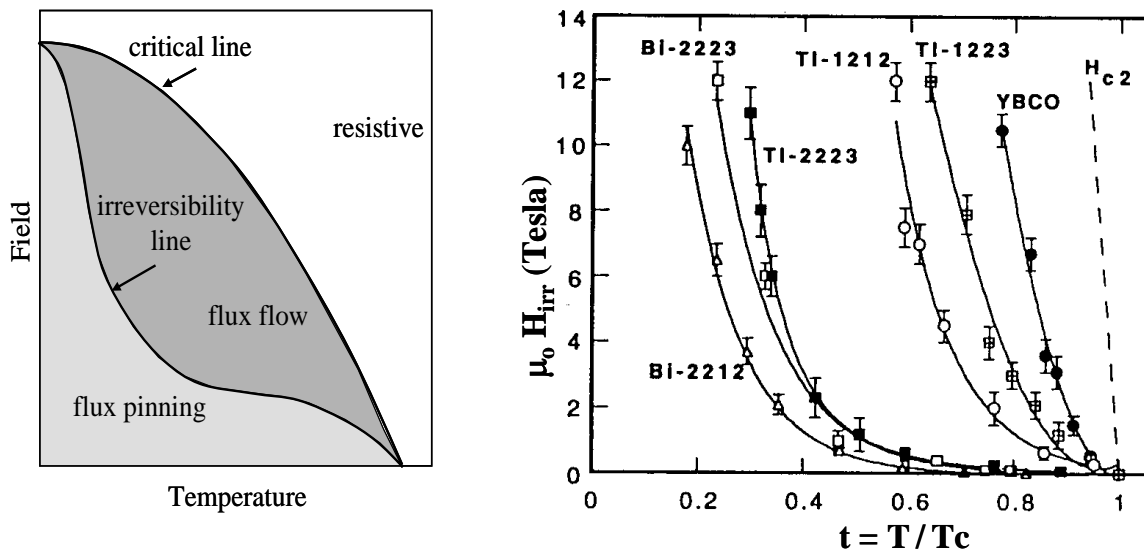 critical line
resistive
irreversibility
line
flux flow
flux pinning
Field
Temperature
14
12
10
8
6
4
2
0
μ₀ H_irr (Tesla)
Bi-2223
Tl-1212
Tl-1223
H_c2
YBCO
Tl-2223
Bi-2212
0
0.2
0.4
0.6
0.8
1
t = T / Tc